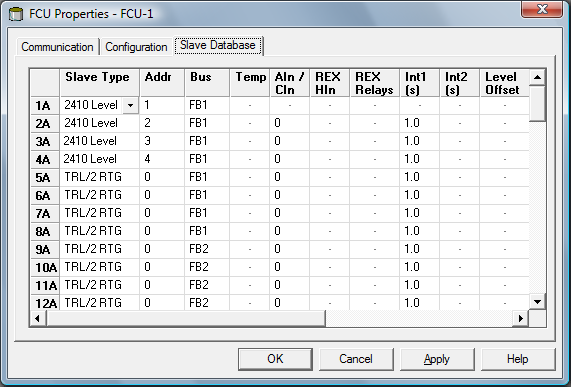 FCU Properties - FCU-1
Communication Configuration Slave Database
Slave Type Addr Bus Temp AIn / CIn REX HIn REX Relays Int1 (s) Int2 (s) Level Offset
1A 2410 Level 1 FB1 - - - - - - -
2A 2410 Level 2 FB1 - 0 - - 1.0 - -
3A 2410 Level 3 FB1 - 0 - - 1.0 - -
4A 2410 Level 4 FB1 - 0 - - 1.0 - -
5A TRL/2 RTG 0 FB1 - 0 - - 1.0 - -
6A TRL/2 RTG 0 FB1 - 0 - - 1.0 - -
7A TRL/2 RTG 0 FB1 - 0 - - 1.0 - -
8A TRL/2 RTG 0 FB1 - 0 - - 1.0 - -
9A TRL/2 RTG 0 FB2 - 0 - - 1.0 - -
10A TRL/2 RTG 0 FB2 - 0 - - 1.0 - -
11A TRL/2 RTG 0 FB2 - 0 - - 1.0 - -
12A TRL/2 RTG 0 FB2 - 0 - - 1.0 - -
OK Cancel Apply Help